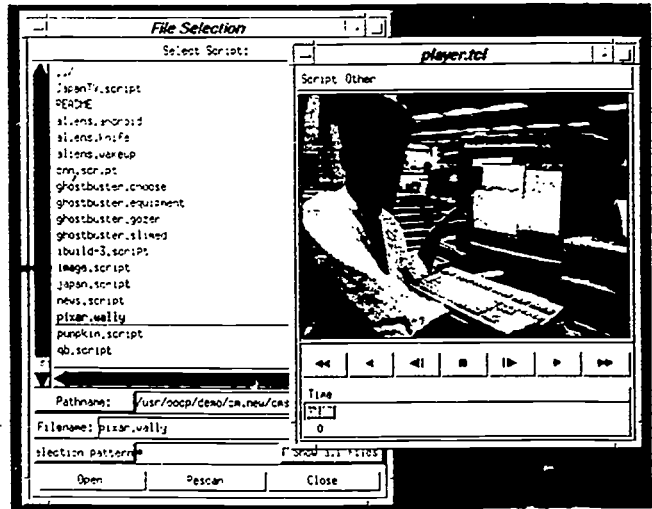 File Selection
Select Script:
../
JapanTV.script
README
aliens.android
aliens.knife
aliens.wakeup
cnn.script
ghostbuster.choose
ghostbuster.equipment
ghostbuster.gozer
ghostbuster.slimed
ibuild-3.script
image.script
japan.script
news.script
pixar.wally
pumpkin.script
qb.script
Pathname: /usr/oocp/demo/cm.new/cms
Filename: pixar.wally
election pattern
Open Rescan Close
player.tcl
Script Other
Time
0